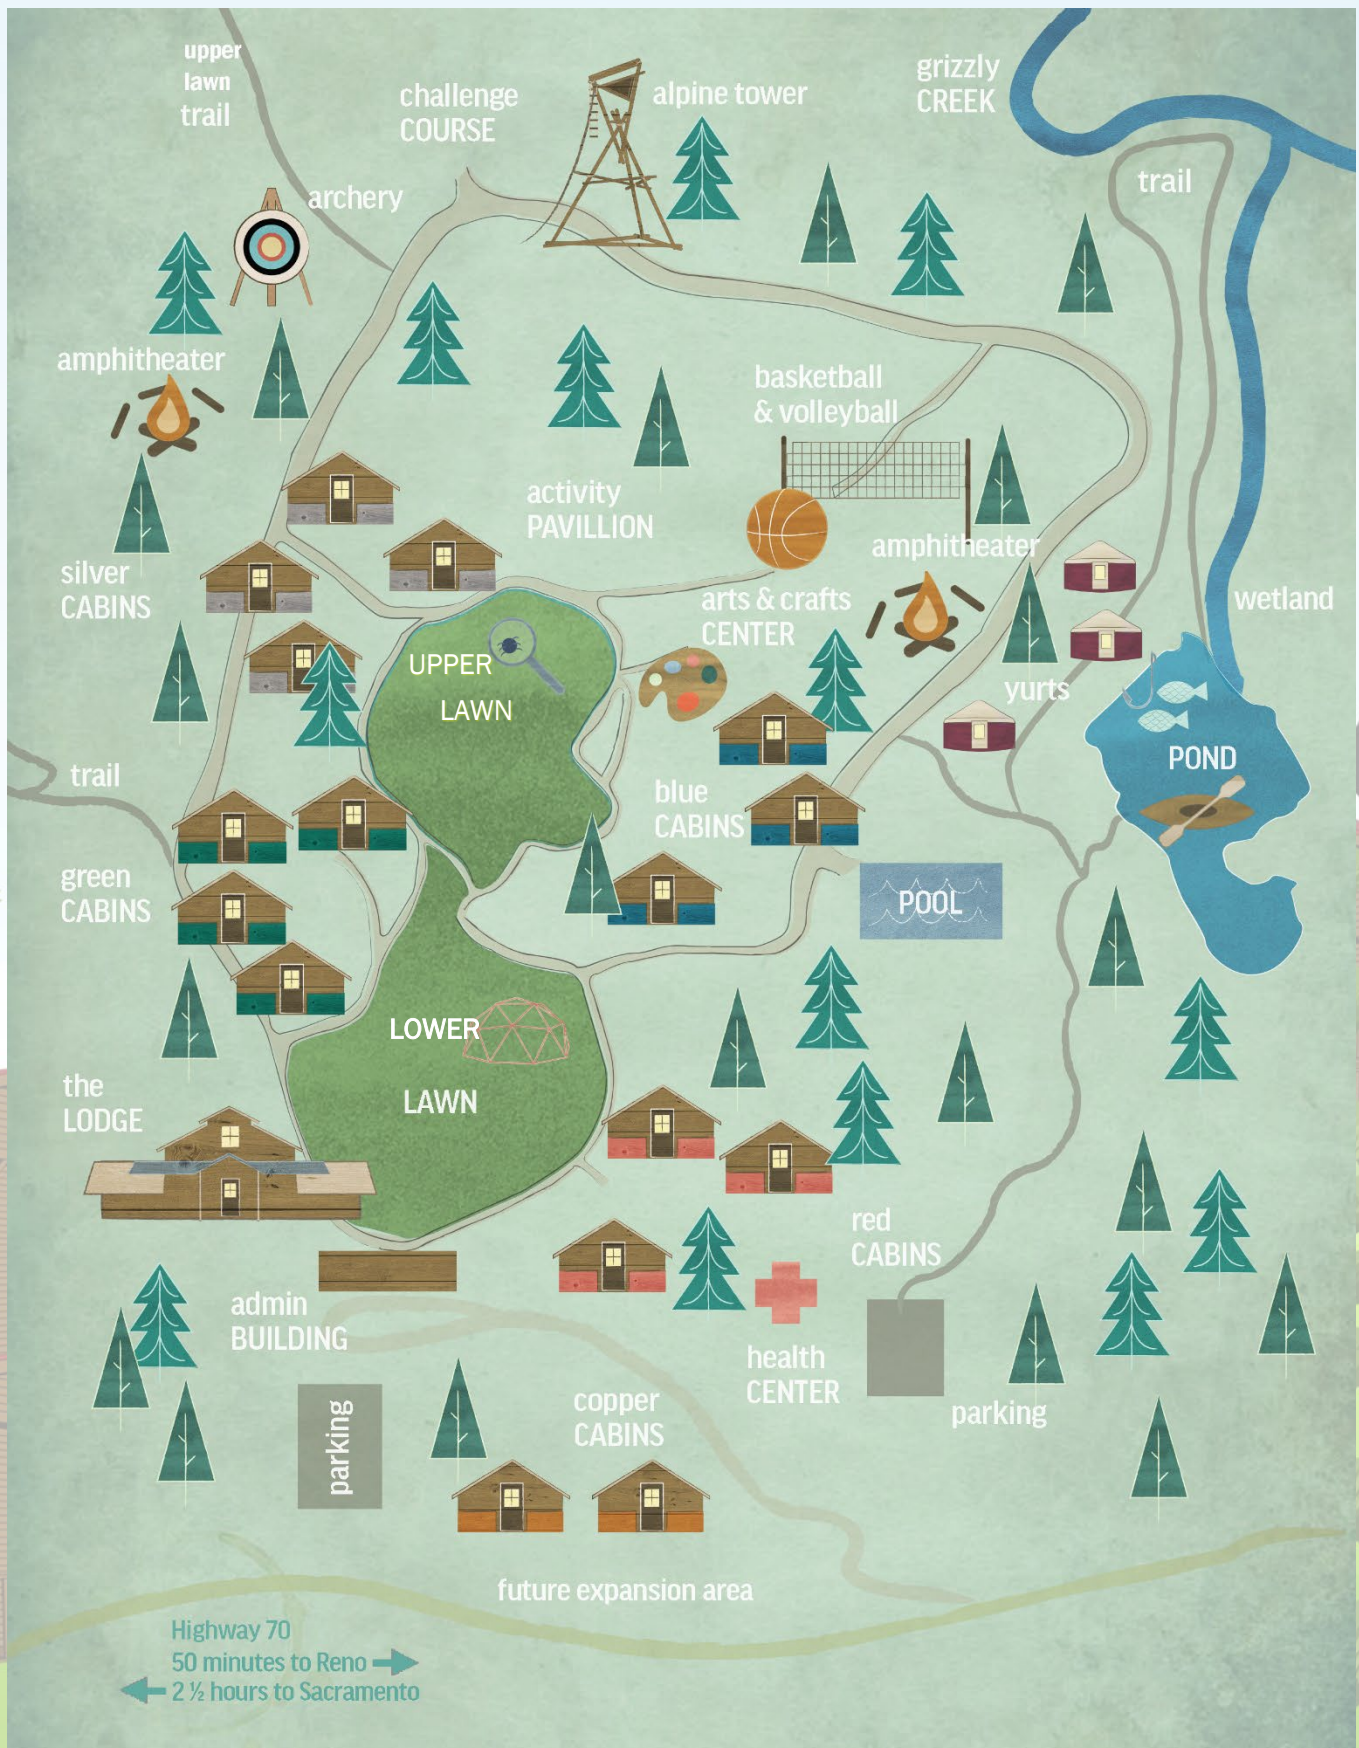 upper
lawn
trail
challenge
COURSE
alpine tower
grizzly
CREEK
trail
archery
amphitheater
basketball
& volleyball
activity
PAVILLION
amphitheater
silver
CABINS
arts & crafts
CENTER
wetland
UPPER
LAWN
yurts
POND
trail
blue
CABINS
green
CABINS
POOL
LOWER
LAWN
the
LODGE
red
CABINS
admin
BUILDING
health
CENTER
parking
copper
CABINS
parking
future expansion area
Highway 70
50 minutes to Reno
2 ½ hours to Sacramento